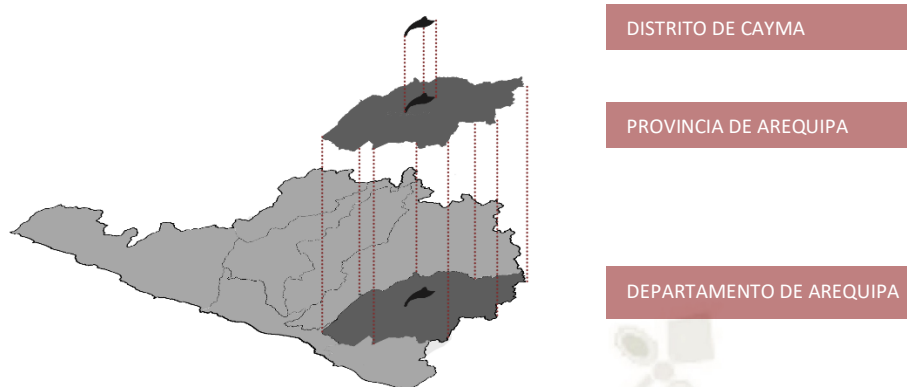 DISTRITO DE CAYMA
PROVINCIA DE AREQUIPA
DEPARTAMENTO DE AREQUIPA